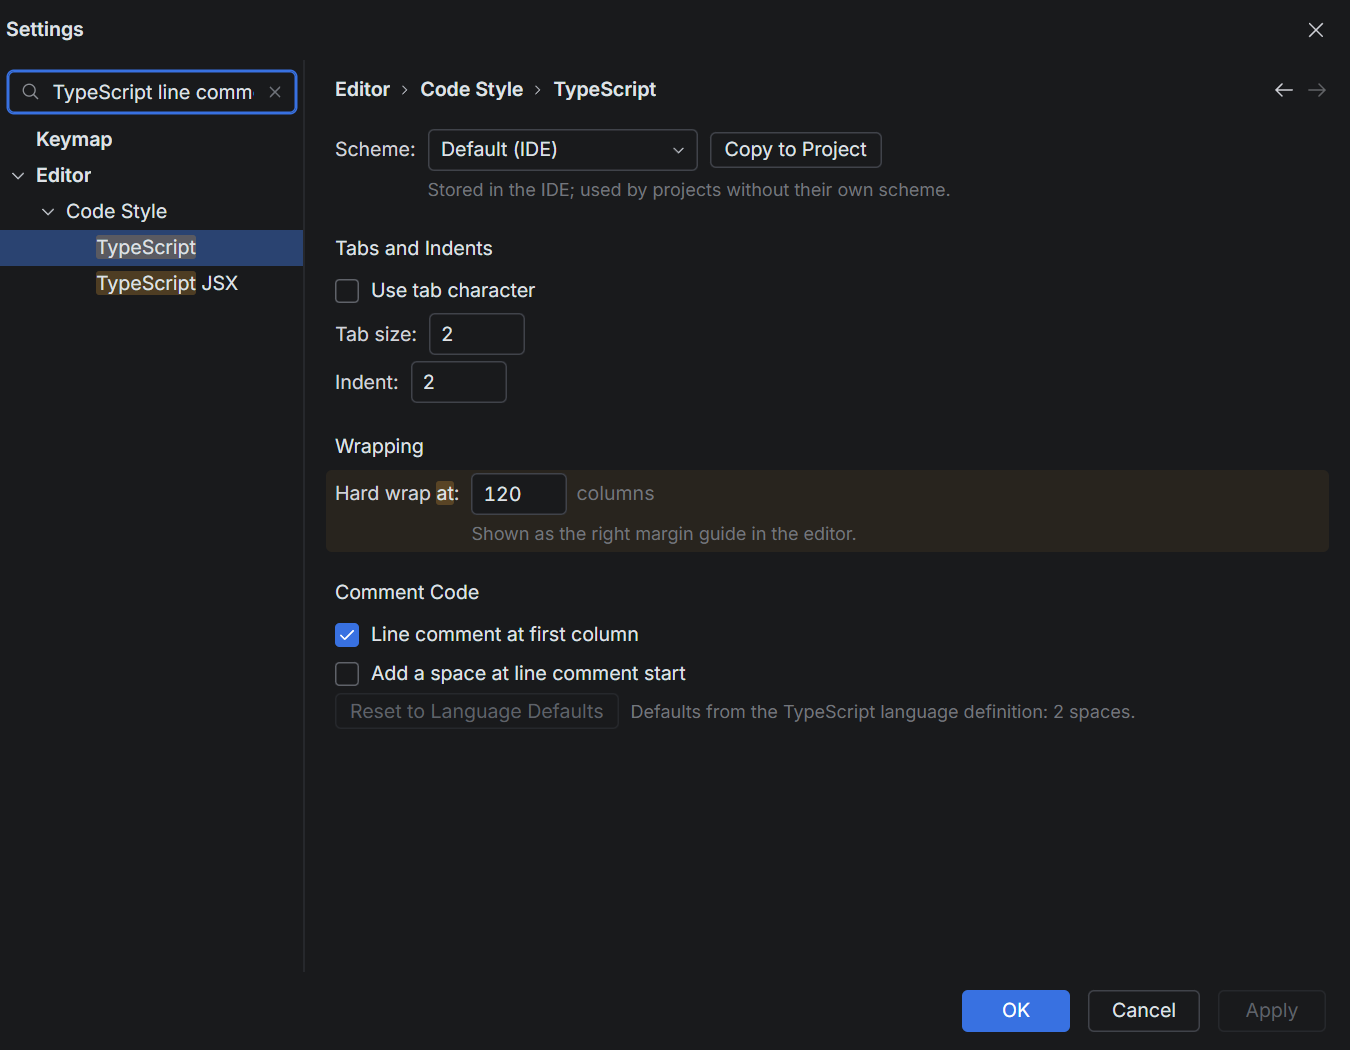 Settings
TypeScript line comm
Keymap
Editor
Code Style
TypeScript
TypeScript JSX
Editor › Code Style › TypeScript
Scheme: Default (IDE) Copy to Project
Stored in the IDE; used by projects without their own scheme.
Tabs and Indents
Use tab character
Tab size: 2
Indent: 2
Wrapping
Hard wrap at: 120 columns
Shown as the right margin guide in the editor.
Comment Code
Line comment at first column
Add a space at line comment start
Reset to Language Defaults Defaults from the TypeScript language definition: 2 spaces.
OK Cancel Apply